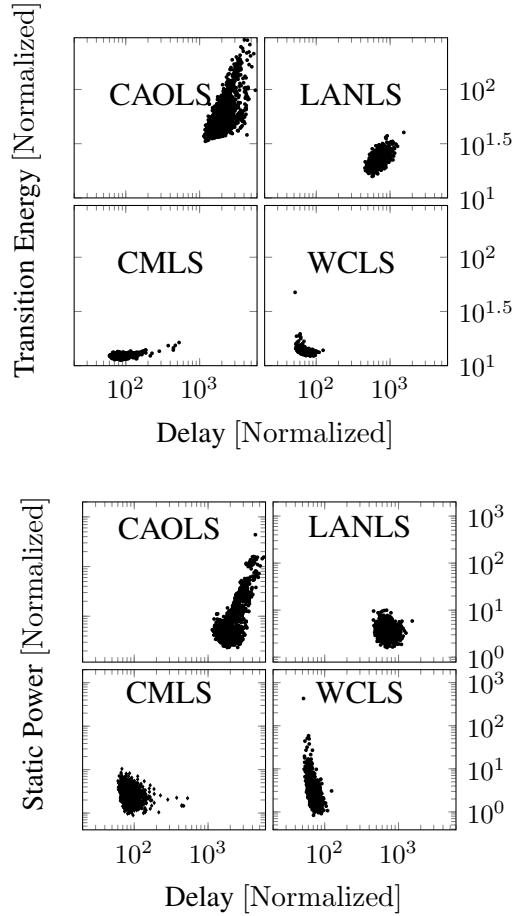 CAOLS LANLS
10^2
10^1.5
10^1
CMLS WCLS
10^2
10^1.5
10^1
10^2 10^3 10^2 10^3
Delay [Normalized]
Transition Energy [Normalized]
CAOLS LANLS
10^3
10^2
10^1
10^0
CMLS WCLS
10^3
10^2
10^1
10^0
10^2 10^3 10^2 10^3
Delay [Normalized]
Static Power [Normalized]